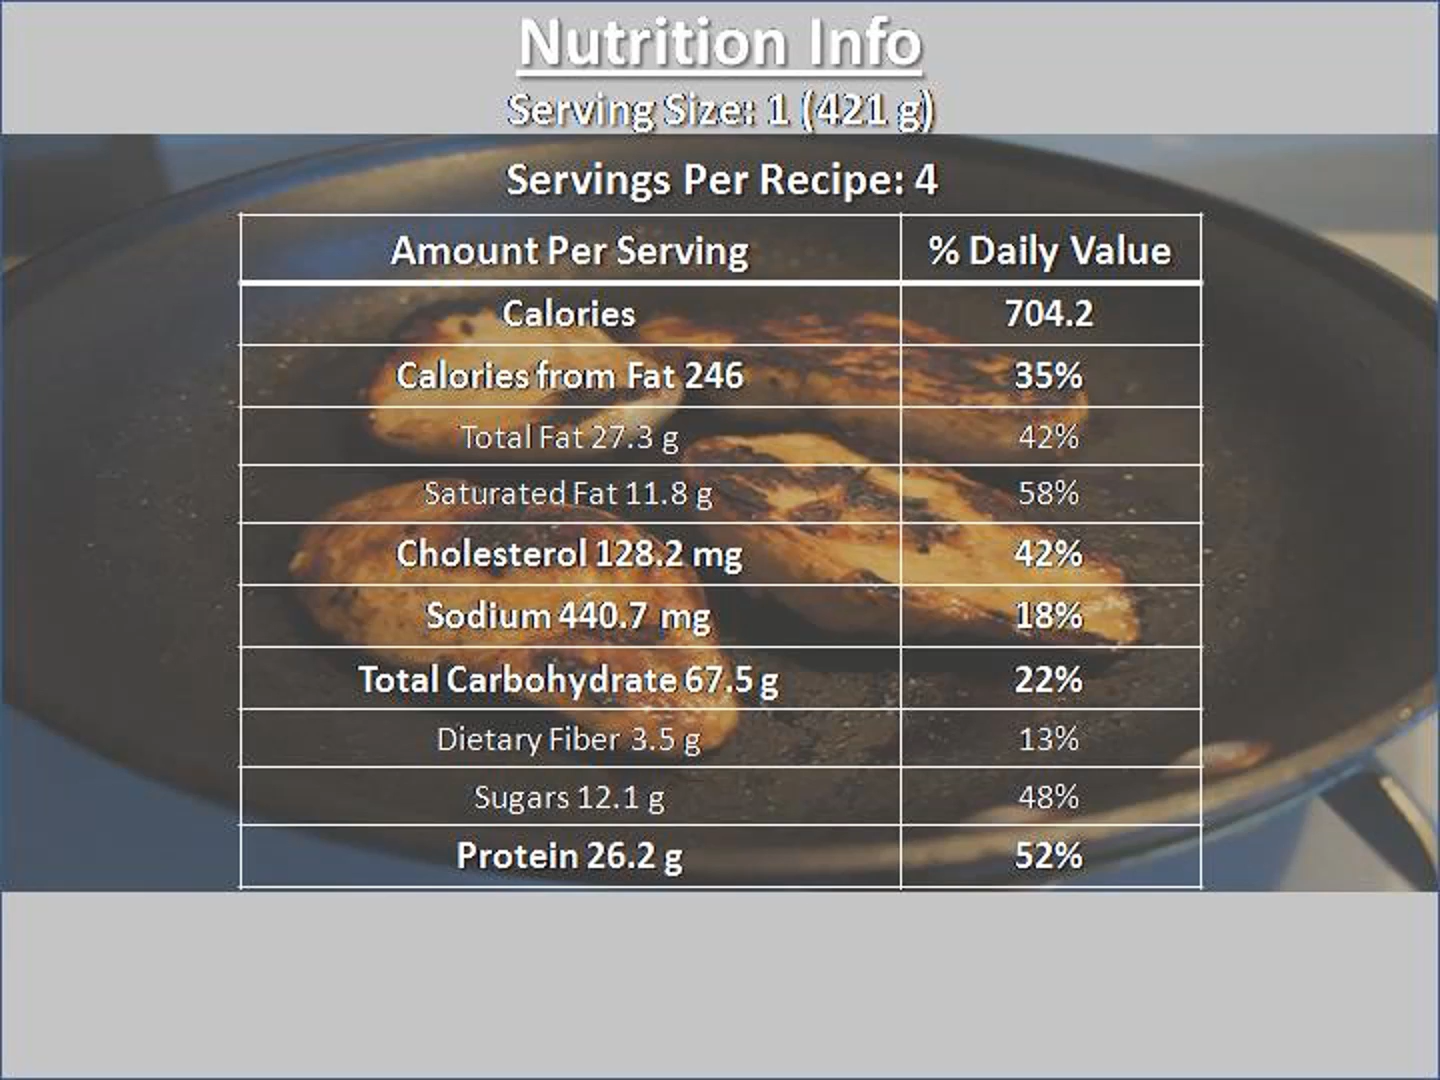 Nutrition Info
Serving Size: 1 (421 g)
Servings Per Recipe: 4
Amount Per Serving % Daily Value
Calories 704.2
Calories from Fat 246 35%
Total Fat 27.3 g 42%
Saturated Fat 11.8 g 58%
Cholesterol 128.2 mg 42%
Sodium 440.7 mg 18%
Total Carbohydrate 67.5 g 22%
Dietary Fiber 3.5 g 13%
Sugars 12.1 g 48%
Protein 26.2 g 52%